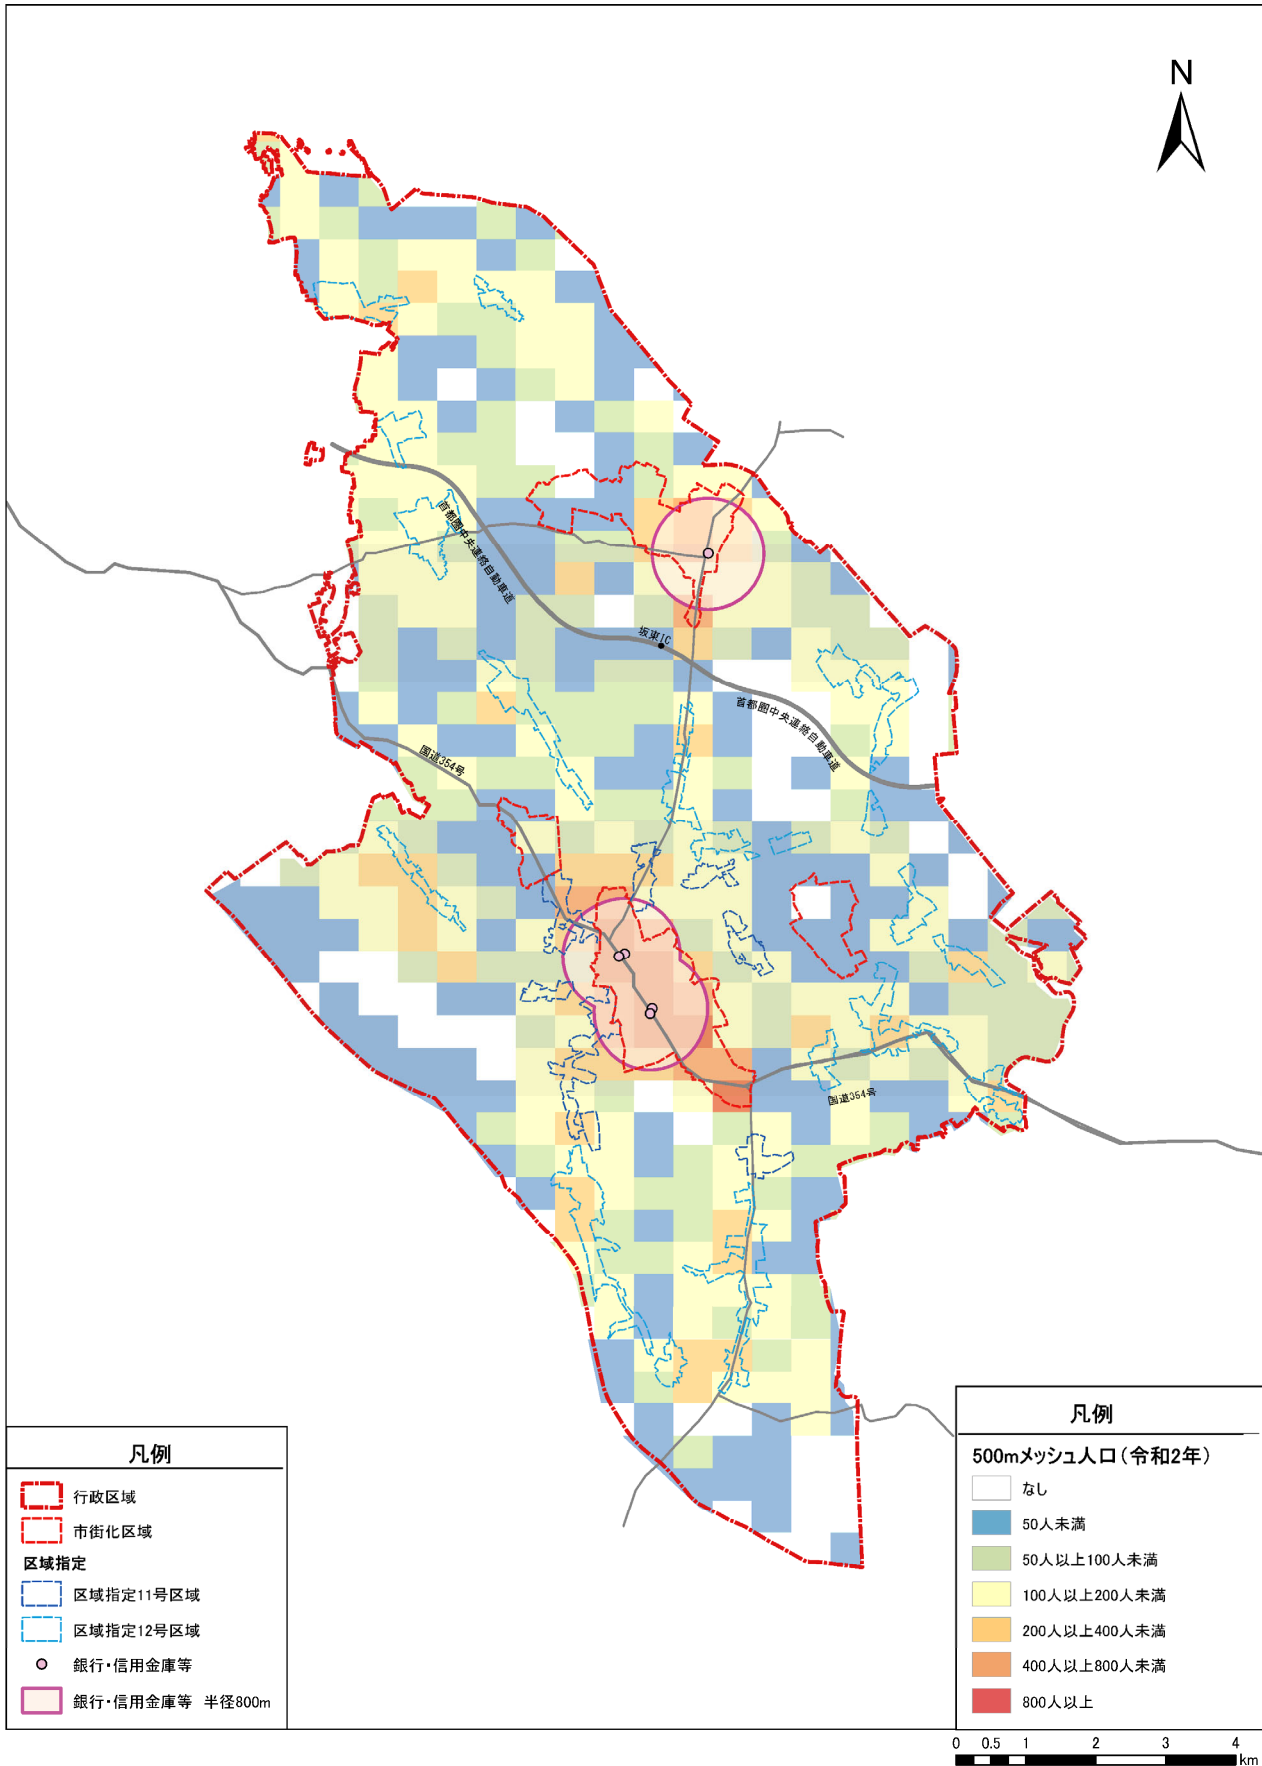 N
首都圏中央連絡自動車道
坂東IC
首都圏中央連絡自動車道
国道354号
国道354号
凡例
行政区域
市街化区域
区域指定
区域指定11号区域
区域指定12号区域
銀行・信用金庫等
銀行・信用金庫等 半径800m
凡例
500mメッシュ人口(令和2年)
なし
50人未満
50人以上100人未満
100人以上200人未満
200人以上400人未満
400人以上800人未満
800人以上
0 0.5 1 2 3 4
km